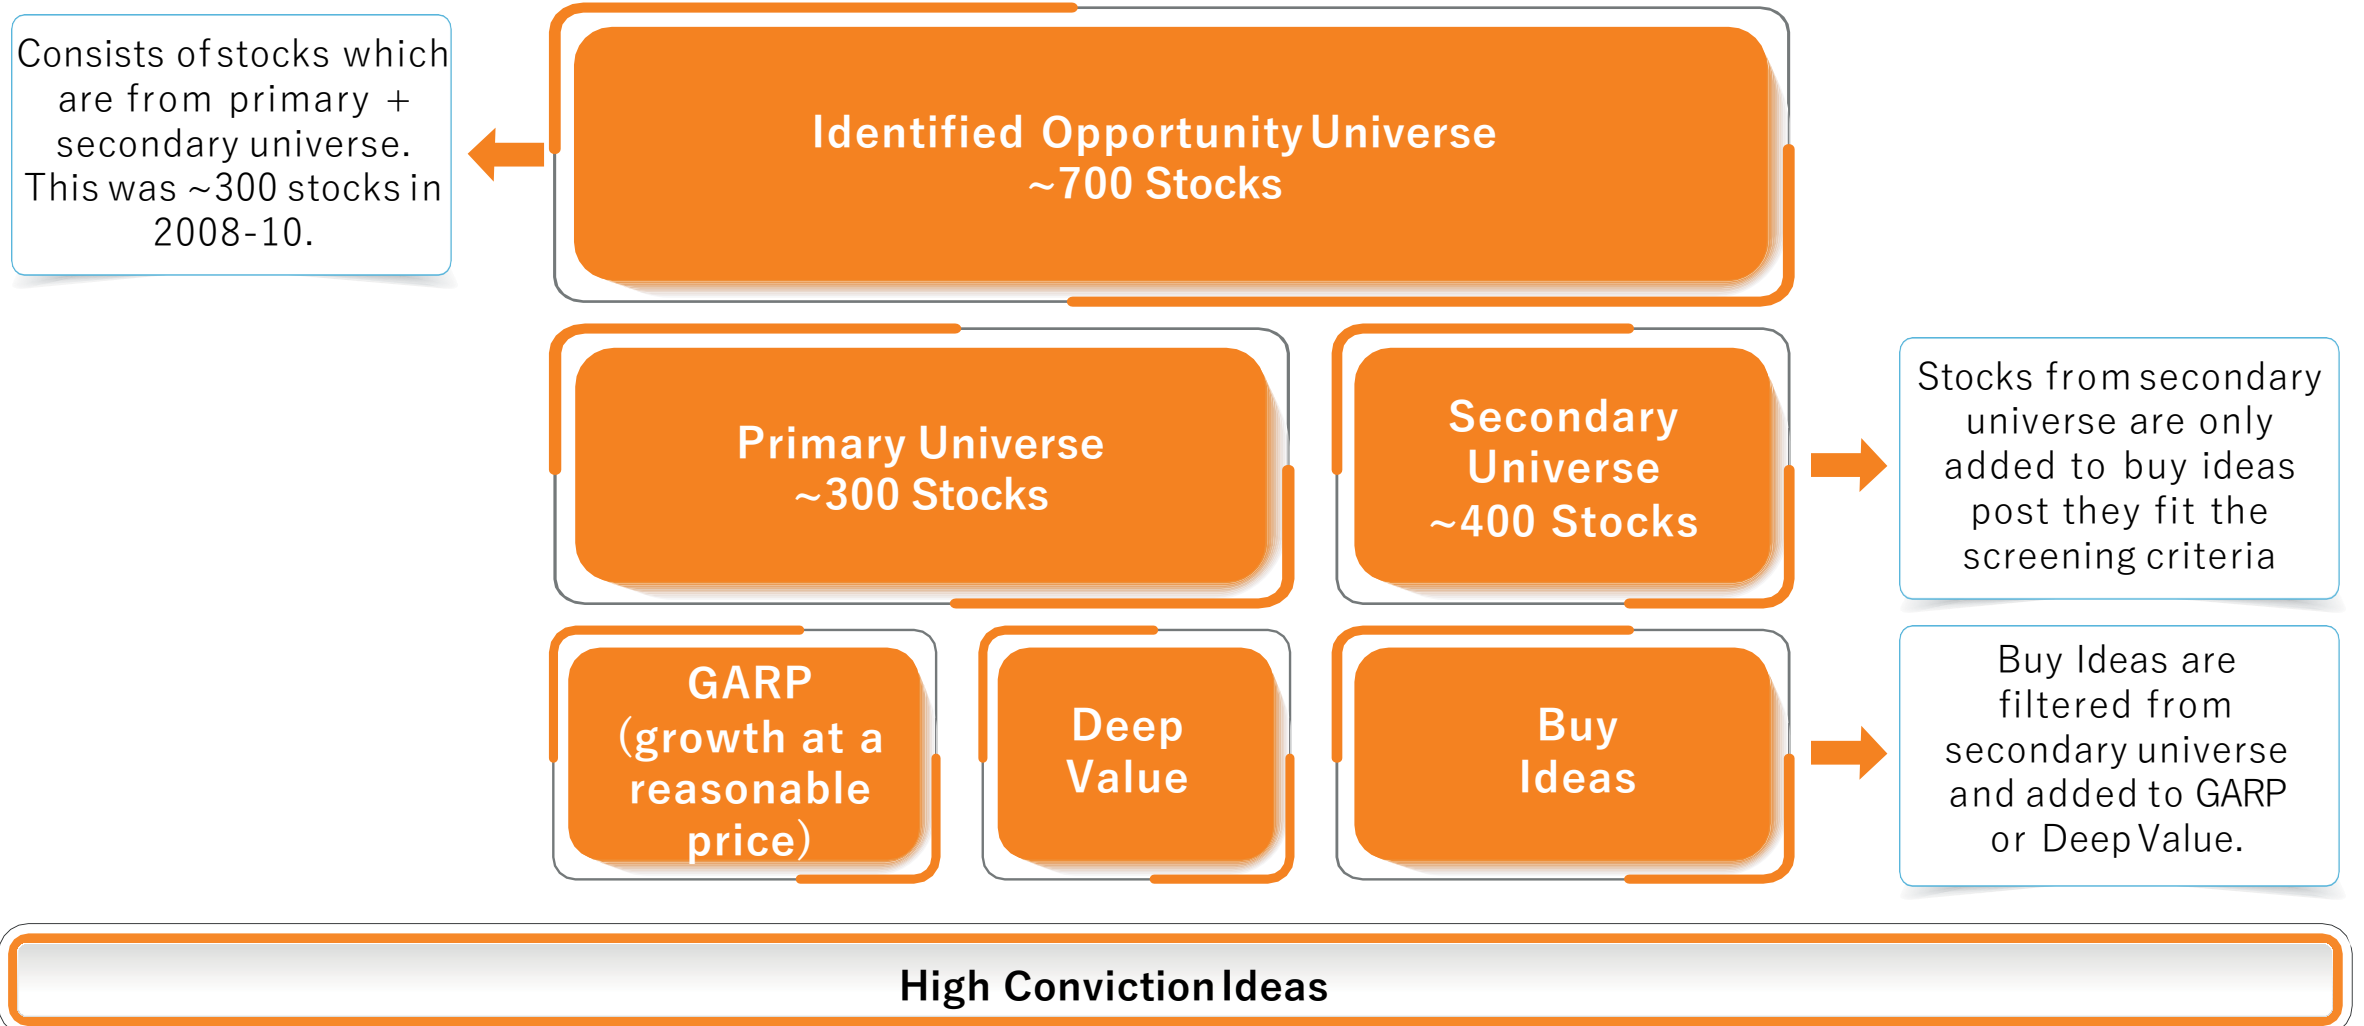 Consists of stocks which
are from primary +
secondary universe.
This was ~300 stocks in
2008-10.
Identified Opportunity Universe
~700 Stocks
Primary Universe
~300 Stocks
Secondary
Universe
~400 Stocks
Stocks from secondary
universe are only
added to buy ideas
post they fit the
screening criteria
GARP
(growth at a
reasonable
price)
Deep
Value
Buy
Ideas
Buy Ideas are
filtered from
secondary universe
and added to GARP
or Deep Value.
High Conviction Ideas